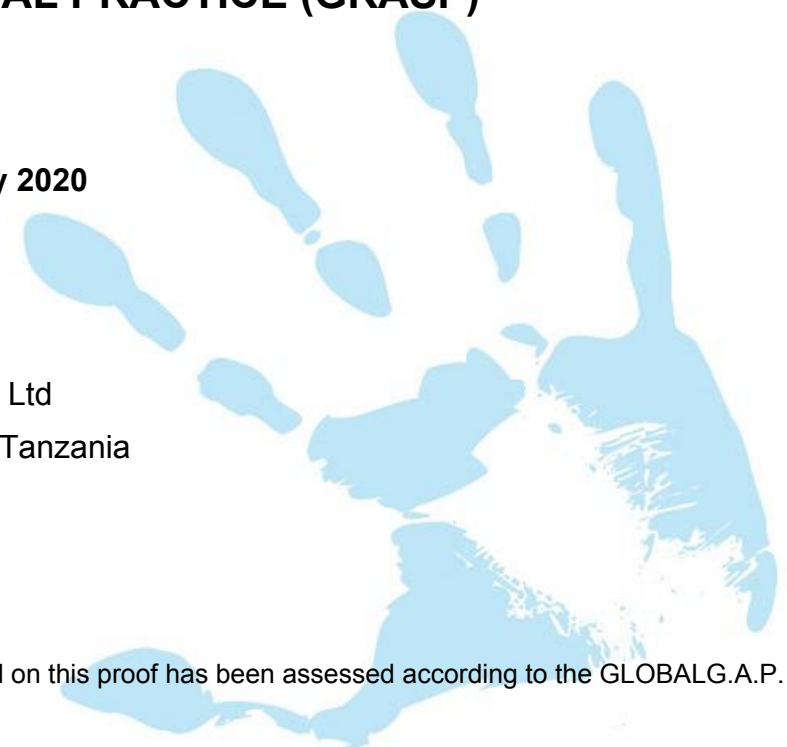 AL PRACTICE (GRASP)
y 2020
Ltd
Tanzania
d on this proof has been assessed according to the GLOBALG.A.P.